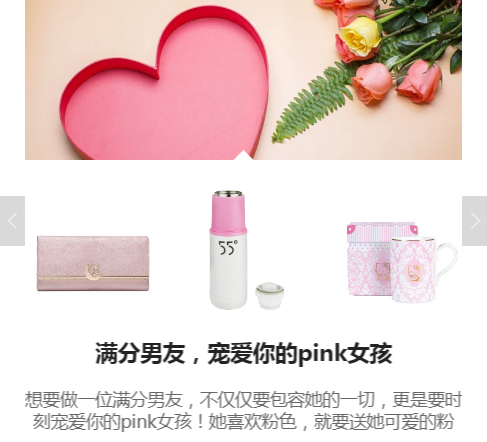 55°
满分男友，宠爱你的pink女孩
想要做一位满分男友，不仅仅要包容她的一切，更是要时
刻宠爱你的pink女孩！她喜欢粉色，就要送她可爱的粉